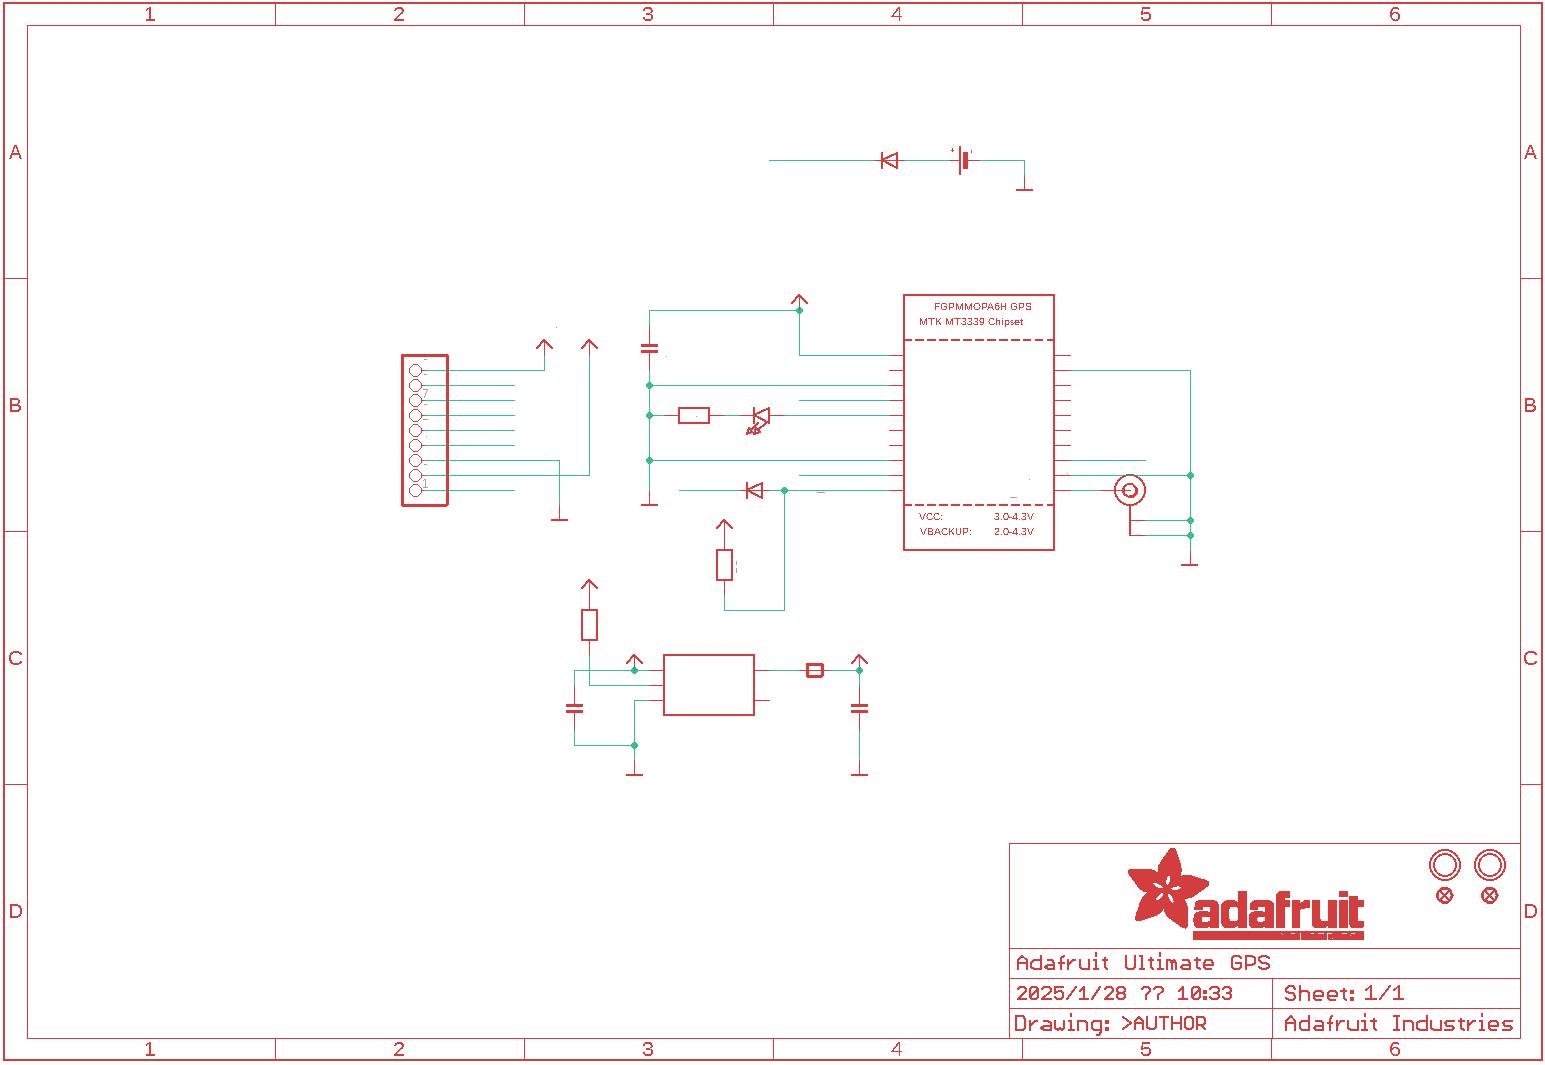 1 2 3 4 5 6
A A
FGPMMOPA6H GPS
MTK MT3339 Chipset
B B
7
1
VCC: 3.0-4.3V
VBACKUP: 2.0-4.3V
C C
D D
adafruit
Adafruit Ultimate GPS
2025/1/28 ?? 10:33 Sheet: 1/1
Drawing: >AUTHOR Adafruit Industries
1 2 3 4 5 6